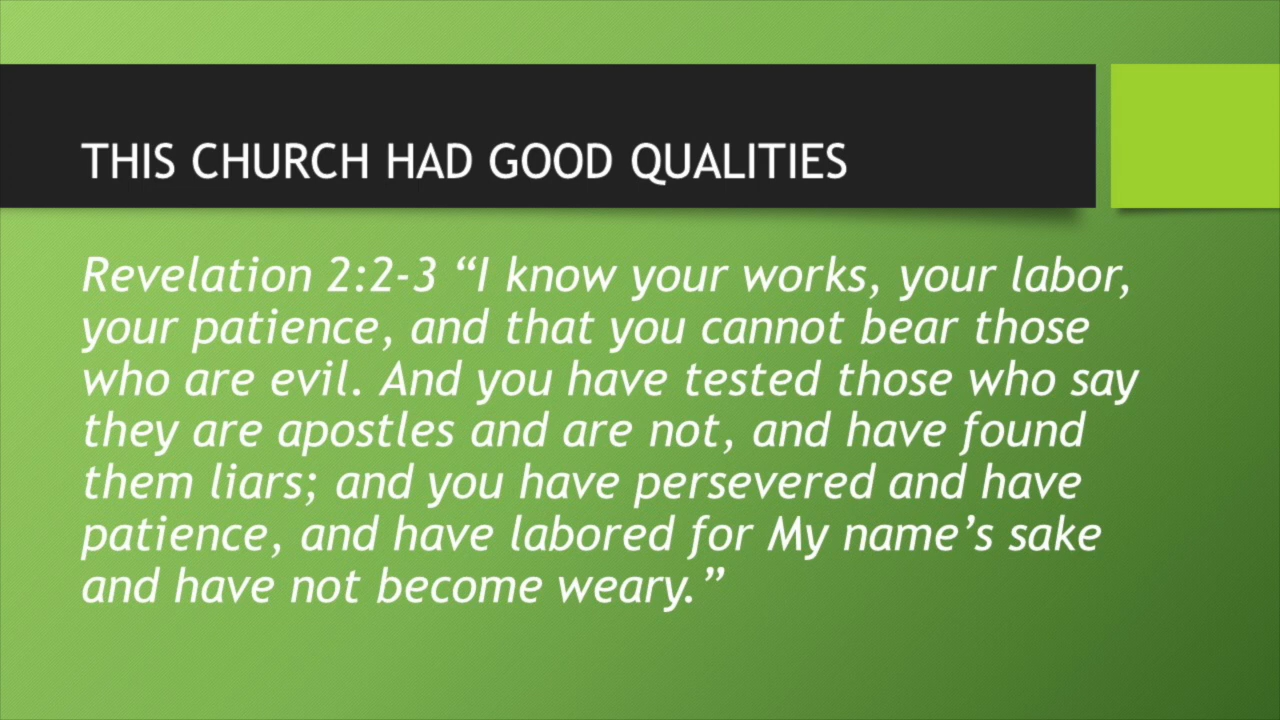 THIS CHURCH HAD GOOD QUALITIES
Revelation 2:2-3 “I know your works, your labor,
your patience, and that you cannot bear those
who are evil. And you have tested those who say
they are apostles and are not, and have found
them liars; and you have persevered and have
patience, and have labored for My name’s sake
and have not become weary.”